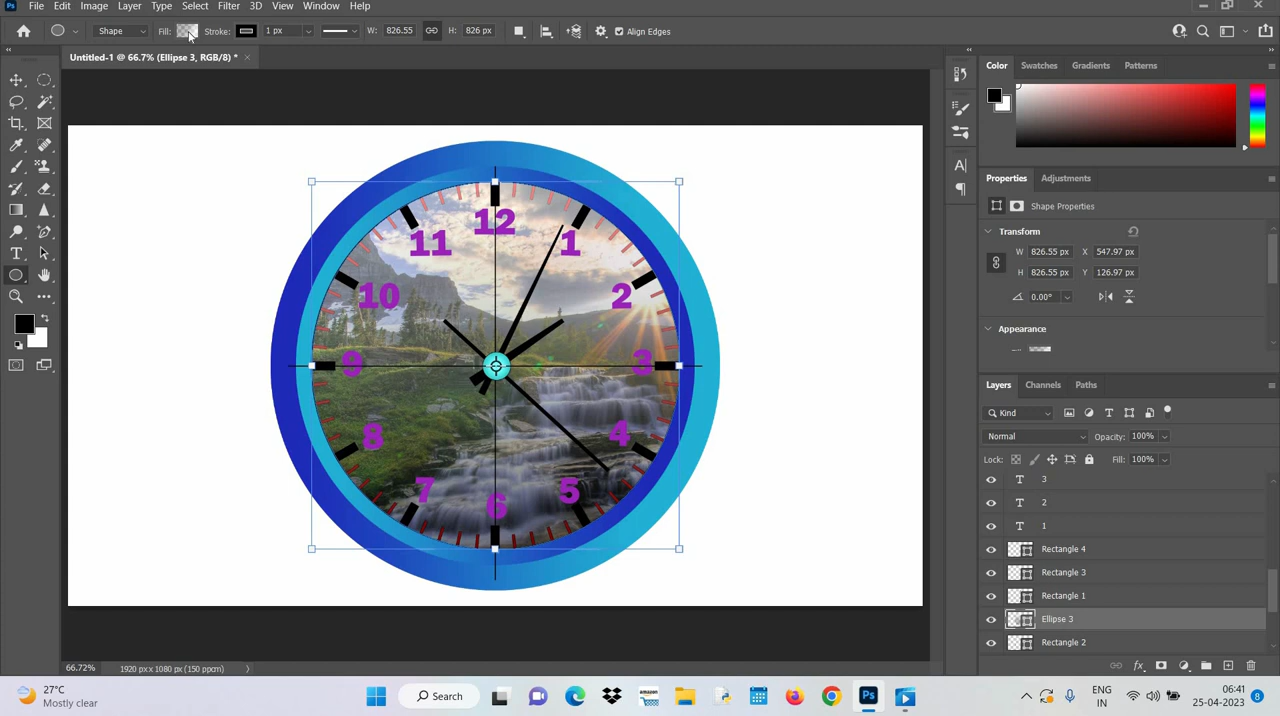 Ps File Edit Image Layer Type Select Filter 3D View Window Help
Shape Fill: Stroke: 1 px W: 826.55 H: 826 px Align Edges
Untitled-1 @ 66.7% (Ellipse 3, RGB/8) *
Color Swatches Gradients Patterns
Properties Adjustments
Shape Properties
Transform
W 826.55 px X 547.97 px
H 826.55 px Y 126.97 px
0.00°
Appearance
Layers Channels Paths
Kind
Normal Opacity: 100%
Lock: Fill: 100%
T 3
T 2
T 1
Rectangle 4
Rectangle 3
Rectangle 1
Ellipse 3
Rectangle 2
12
11 1
10 2
9 3
8 4
7 5
6
66.72% 1920 px x 1080 px (150 ppcm)
27°C
Mostly clear
Search
amazon
Ps
ENG
IN
06:41
25-04-2023
8